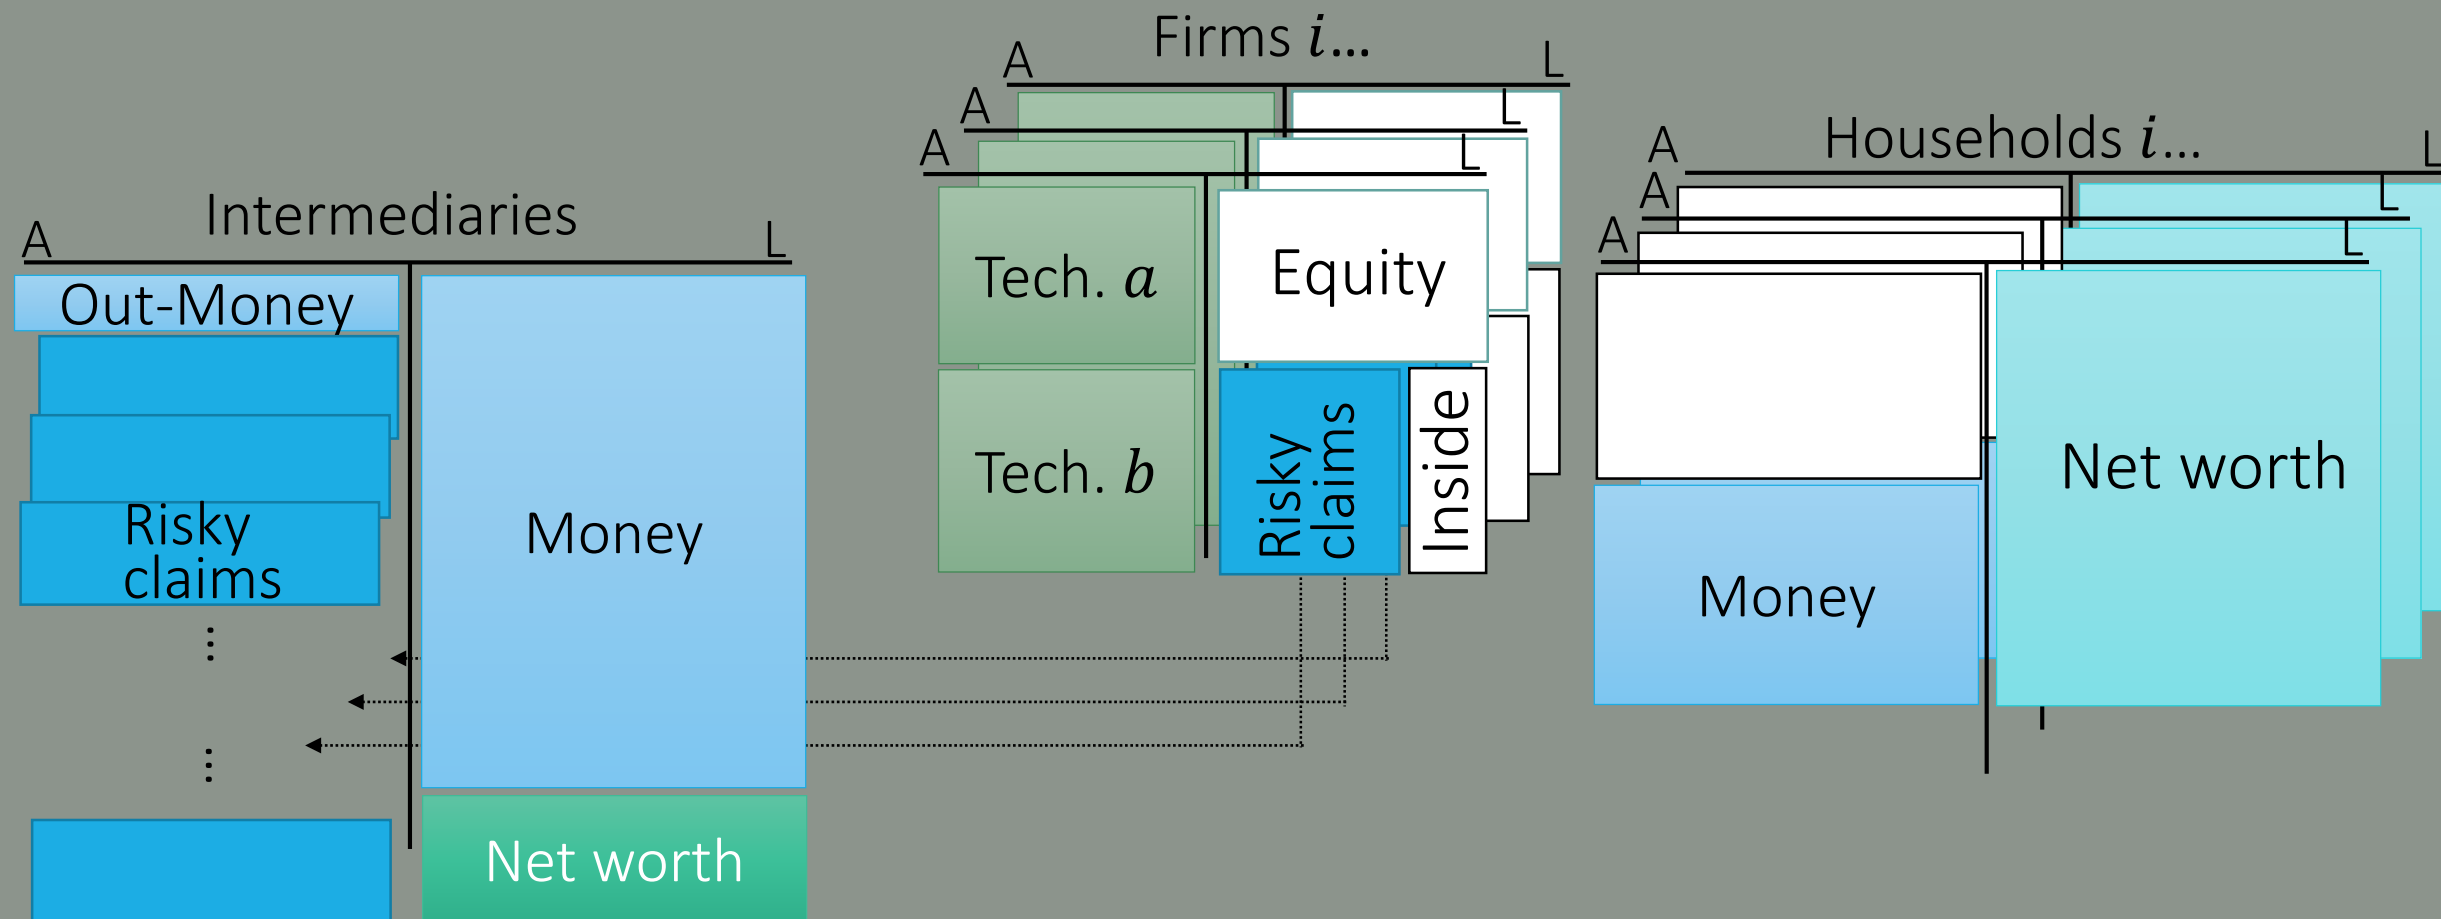 Intermediaries
A
L
Out-Money
Risky
claims
⋮
⋮
Money
Net worth
Firms i...
A
L
A
L
A
L
Tech. a
Equity
Tech. b
Risky
claims
Inside
Households i...
A
L
A
L
A
L
Money
Net worth